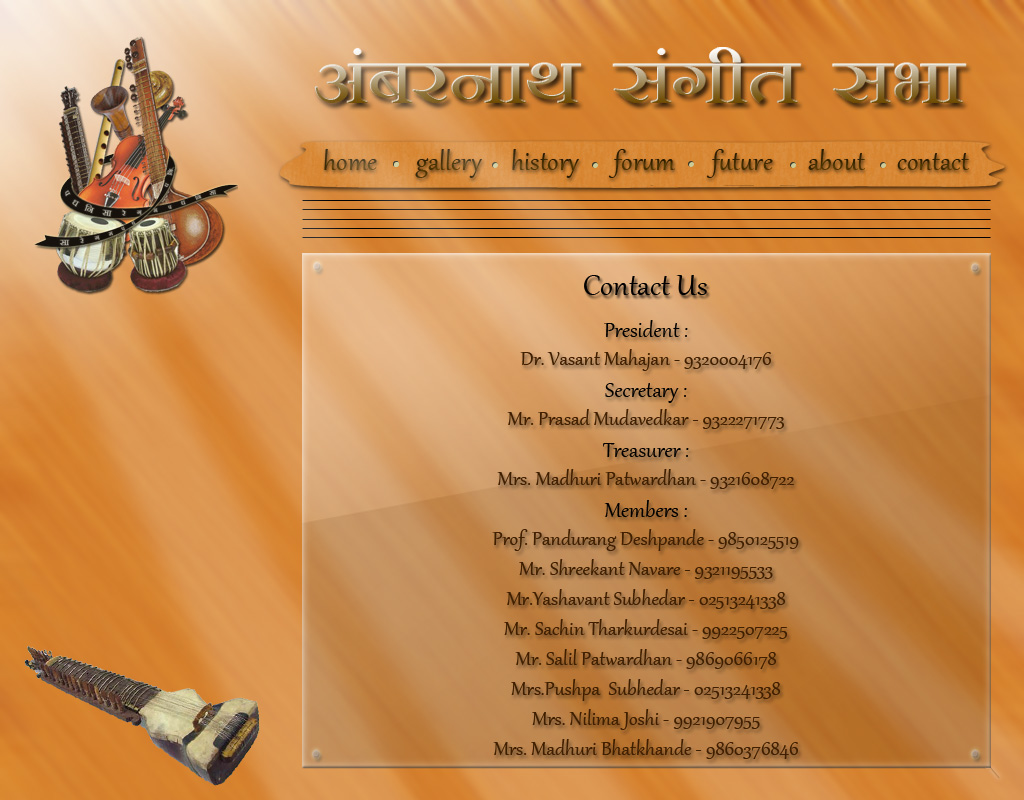 अंबरनाथ संगीत सभा
home gallery history forum future about contact
Contact Us
President :
Dr. Vasant Mahajan - 9320004176
Secretary :
Mr. Prasad Mudavedkar - 9322271773
Treasurer :
Mrs. Madhuri Patwardhan - 9321608722
Members :
Prof. Pandurang Deshpande - 9850125519
Mr. Shreekant Navare - 9321195533
Mr.Yashavant Subhedar - 02513241338
Mr. Sachin Tharkurdesai - 9922507225
Mr. Salil Patwardhan - 9869066178
Mrs.Pushpa  Subhedar - 02513241338
Mrs. Nilima Joshi - 9921907955
Mrs. Madhuri Bhatkhande - 9860376846